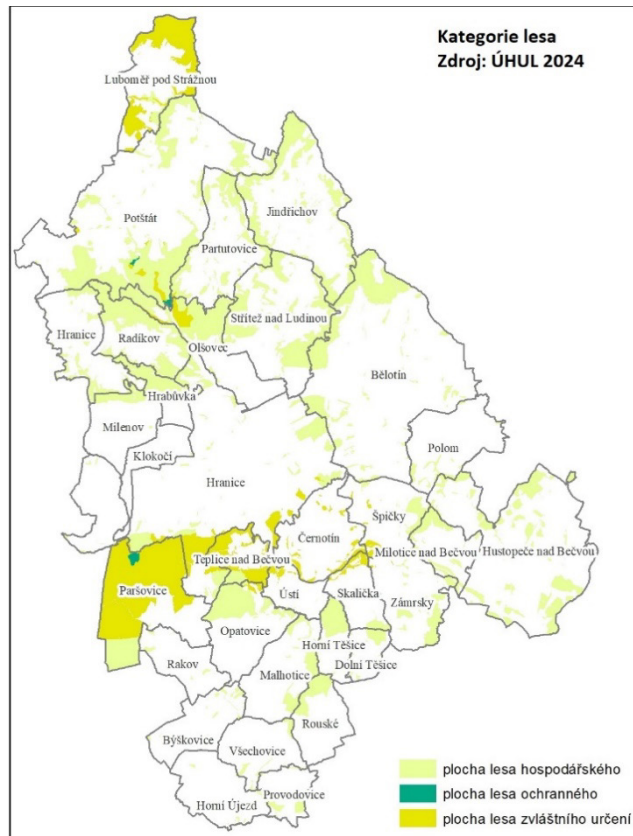 Kategorie lesa
Zdroj: ÚHUL 2024
Luboměř pod Strážnou
Potštát
Jindřichov
Partutovice
Hranice
Radíkov
Střítež nad Ludinou
Olšovec
Bělotín
Hrabůvka
Milenov
Klokočí
Polom
Hranice
Špičky
Černotín
Teplice nad Bečvou
Milotice nad Bečvou
Hustopeče nad Bečvou
Paršovice
Ústí
Skalička
Zámrsky
Opatovice
Horní Těšice
Dolní Těšice
Rakov
Malhotice
Rouské
Býškovice
Všechovice
Horní Újezd
Provodovice
plocha lesa hospodářského
plocha lesa ochranného
plocha lesa zvláštního určení